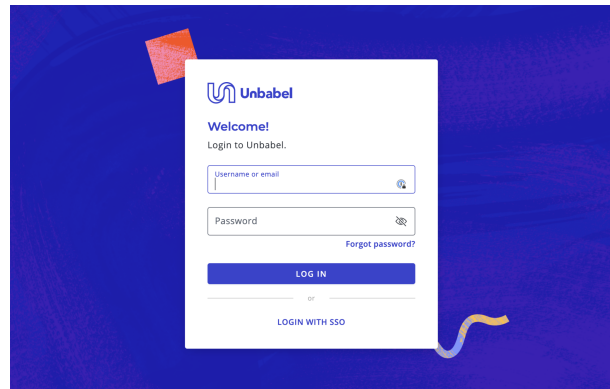 Unbabel
Welcome!
Login to Unbabel.
Username or email
Password
Forgot password?
LOG IN
or
LOGIN WITH SSO